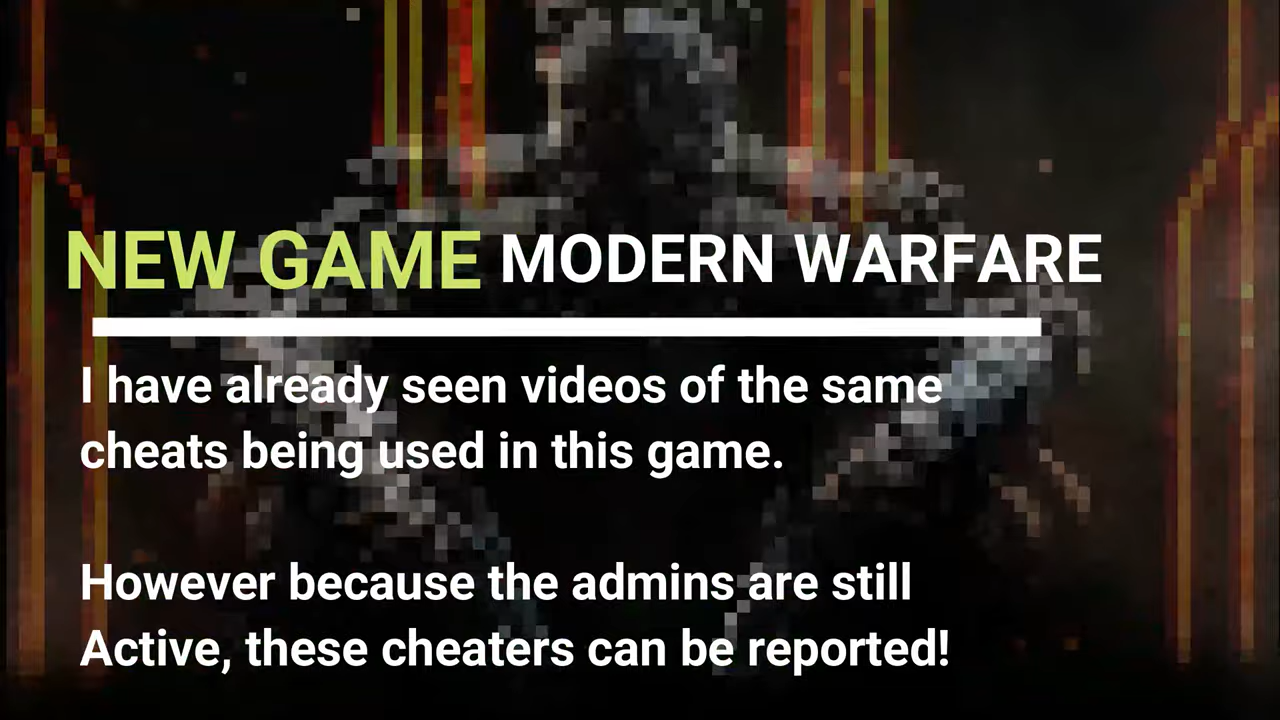 NEW GAME MODERN WARFARE
I have already seen videos of the same
cheats being used in this game.
However because the admins are still
Active, these cheaters can be reported!